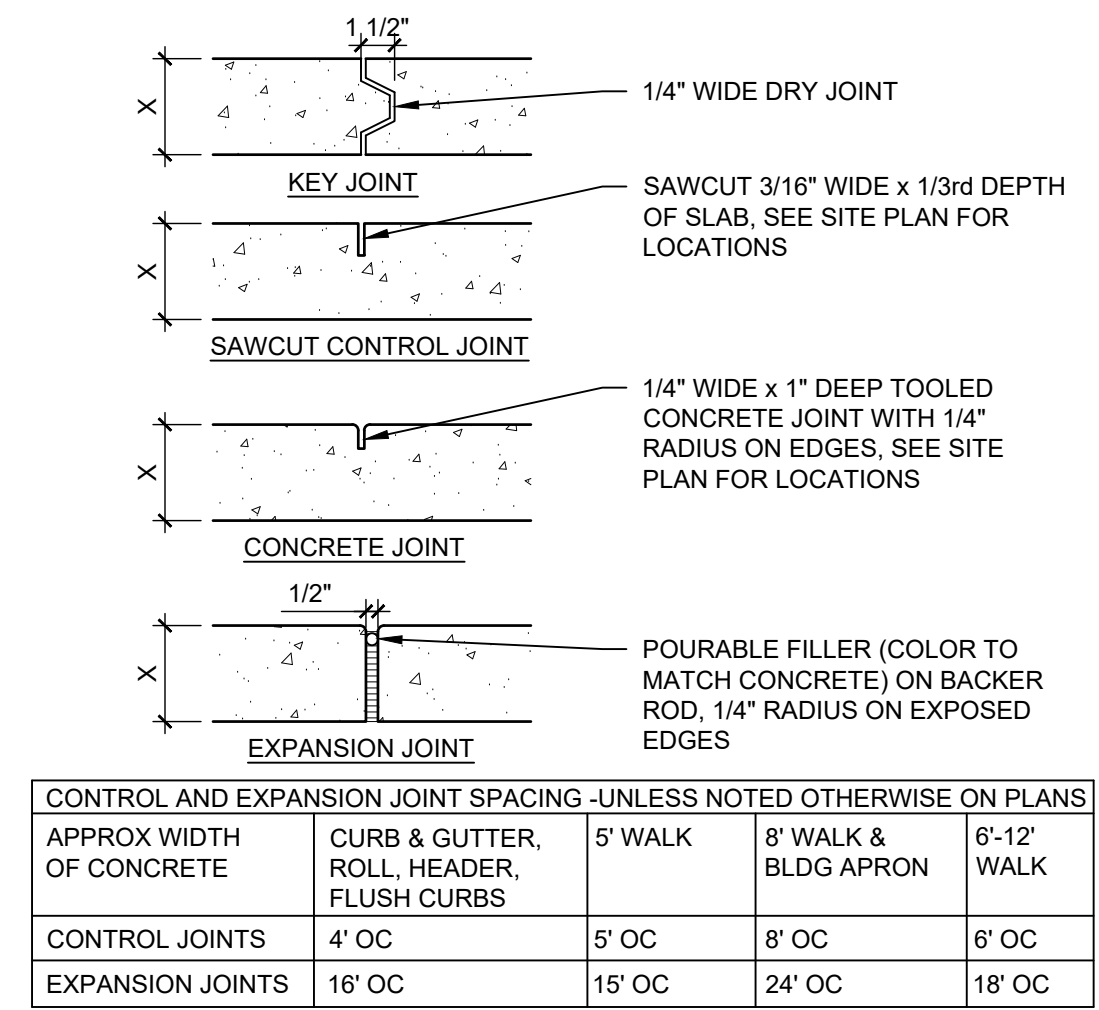 1 1/2"
1/4" WIDE DRY JOINT
X
KEY JOINT
SAWCUT 3/16" WIDE x 1/3rd DEPTH
OF SLAB, SEE SITE PLAN FOR
LOCATIONS
X
SAWCUT CONTROL JOINT
1/4" WIDE x 1" DEEP TOOLED
CONCRETE JOINT WITH 1/4"
RADIUS ON EDGES, SEE SITE
PLAN FOR LOCATIONS
X
CONCRETE JOINT
1/2"
POURABLE FILLER (COLOR TO
MATCH CONCRETE) ON BACKER
ROD, 1/4" RADIUS ON EXPOSED
EDGES
X
EXPANSION JOINT
CONTROL AND EXPANSION JOINT SPACING -UNLESS NOTED OTHERWISE ON PLANS
APPROX WIDTH
OF CONCRETE
CURB & GUTTER,
ROLL, HEADER,
FLUSH CURBS
5' WALK
8' WALK &
BLDG APRON
6'-12'
WALK
CONTROL JOINTS
4' OC
5' OC
8' OC
6' OC
EXPANSION JOINTS
16' OC
15' OC
24' OC
18' OC